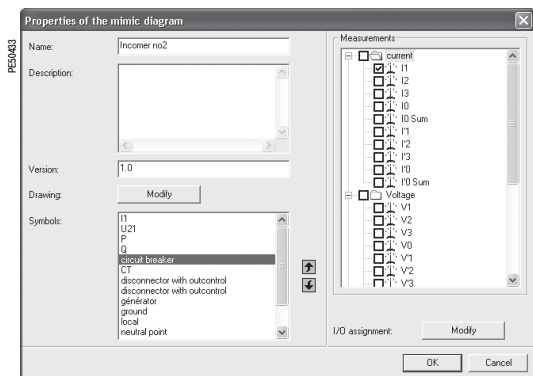 Properties of the mimic diagram
PE50433
Name:
Incomer no2
Description:
Version:
1.0
Drawing:
Modify
Symbols:
I1
U21
P
Q
circuit breaker
CT
disconnector with outcontrol
disconnector with outcontrol
générátor
ground
local
neutral point
Measurements
current
I1
I2
I3
I0
I0 Sum
I'1
I'2
I'3
I'0
I'0 Sum
Voltage
V1
V2
V3
V0
V'1
V'2
V'3
I/O assignment:
Modify
OK
Cancel